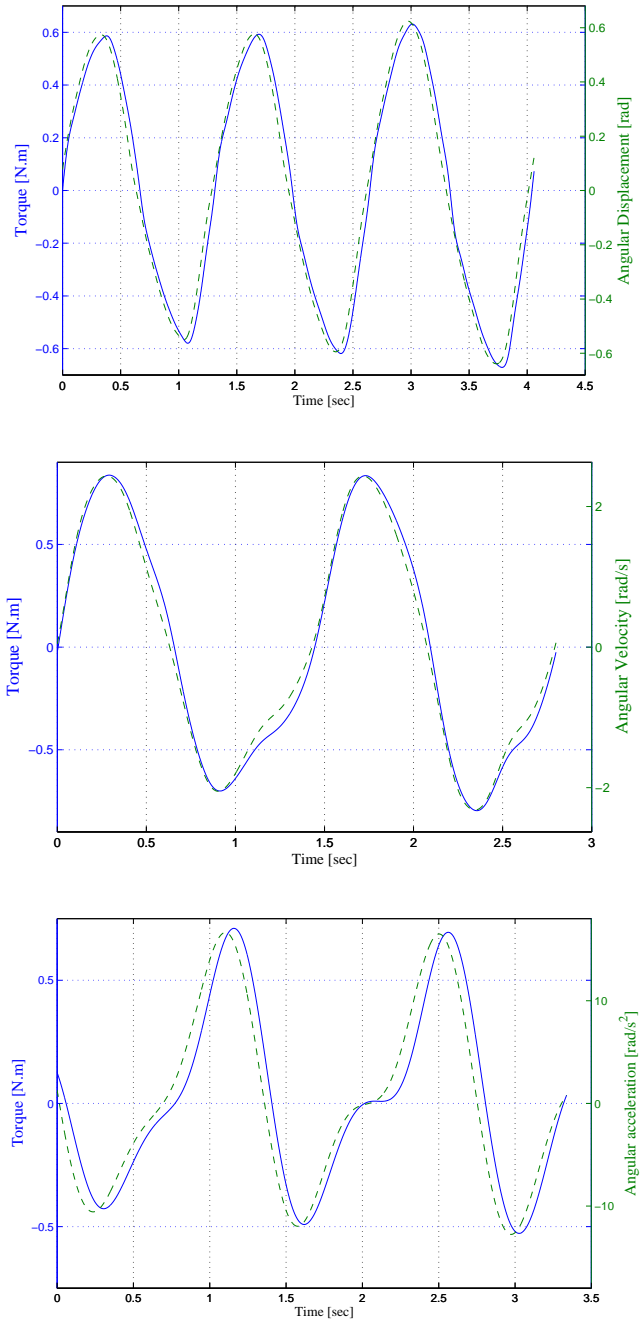 0.6
0.4
0.2
0
−0.2
−0.4
−0.6
Torque [N.m]
0.6
0.4
0.2
0
−0.2
−0.4
−0.6
Angular Displacement [rad]
0 0.5 1 1.5 2 2.5 3 3.5 4 4.5
Time [sec]
0.5
0
−0.5
Torque [N.m]
2
0
−2
Angular Velocity [rad/s]
0 0.5 1 1.5 2 2.5 3
Time [sec]
0.5
0
−0.5
Torque [N.m]
10
0
−10
Angular acceleration [rad/s²]
0 0.5 1 1.5 2 2.5 3 3.5
Time [sec]